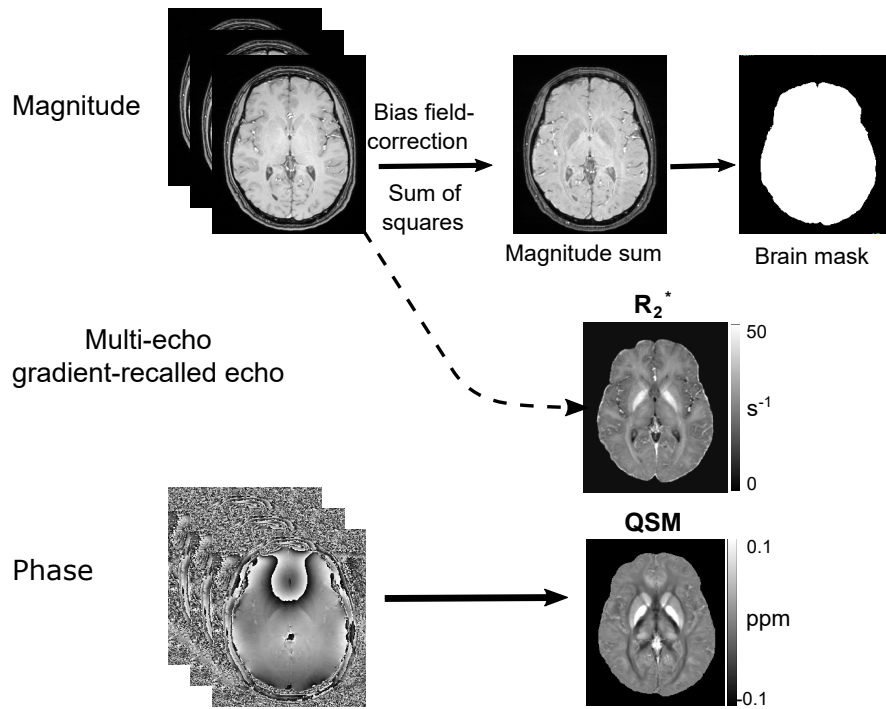 Magnitude
Bias field-
correction
Sum of
squares
Magnitude sum
Brain mask
R₂*
Multi-echo
gradient-recalled echo
50
s⁻¹
0
QSM
Phase
0.1
ppm
-0.1